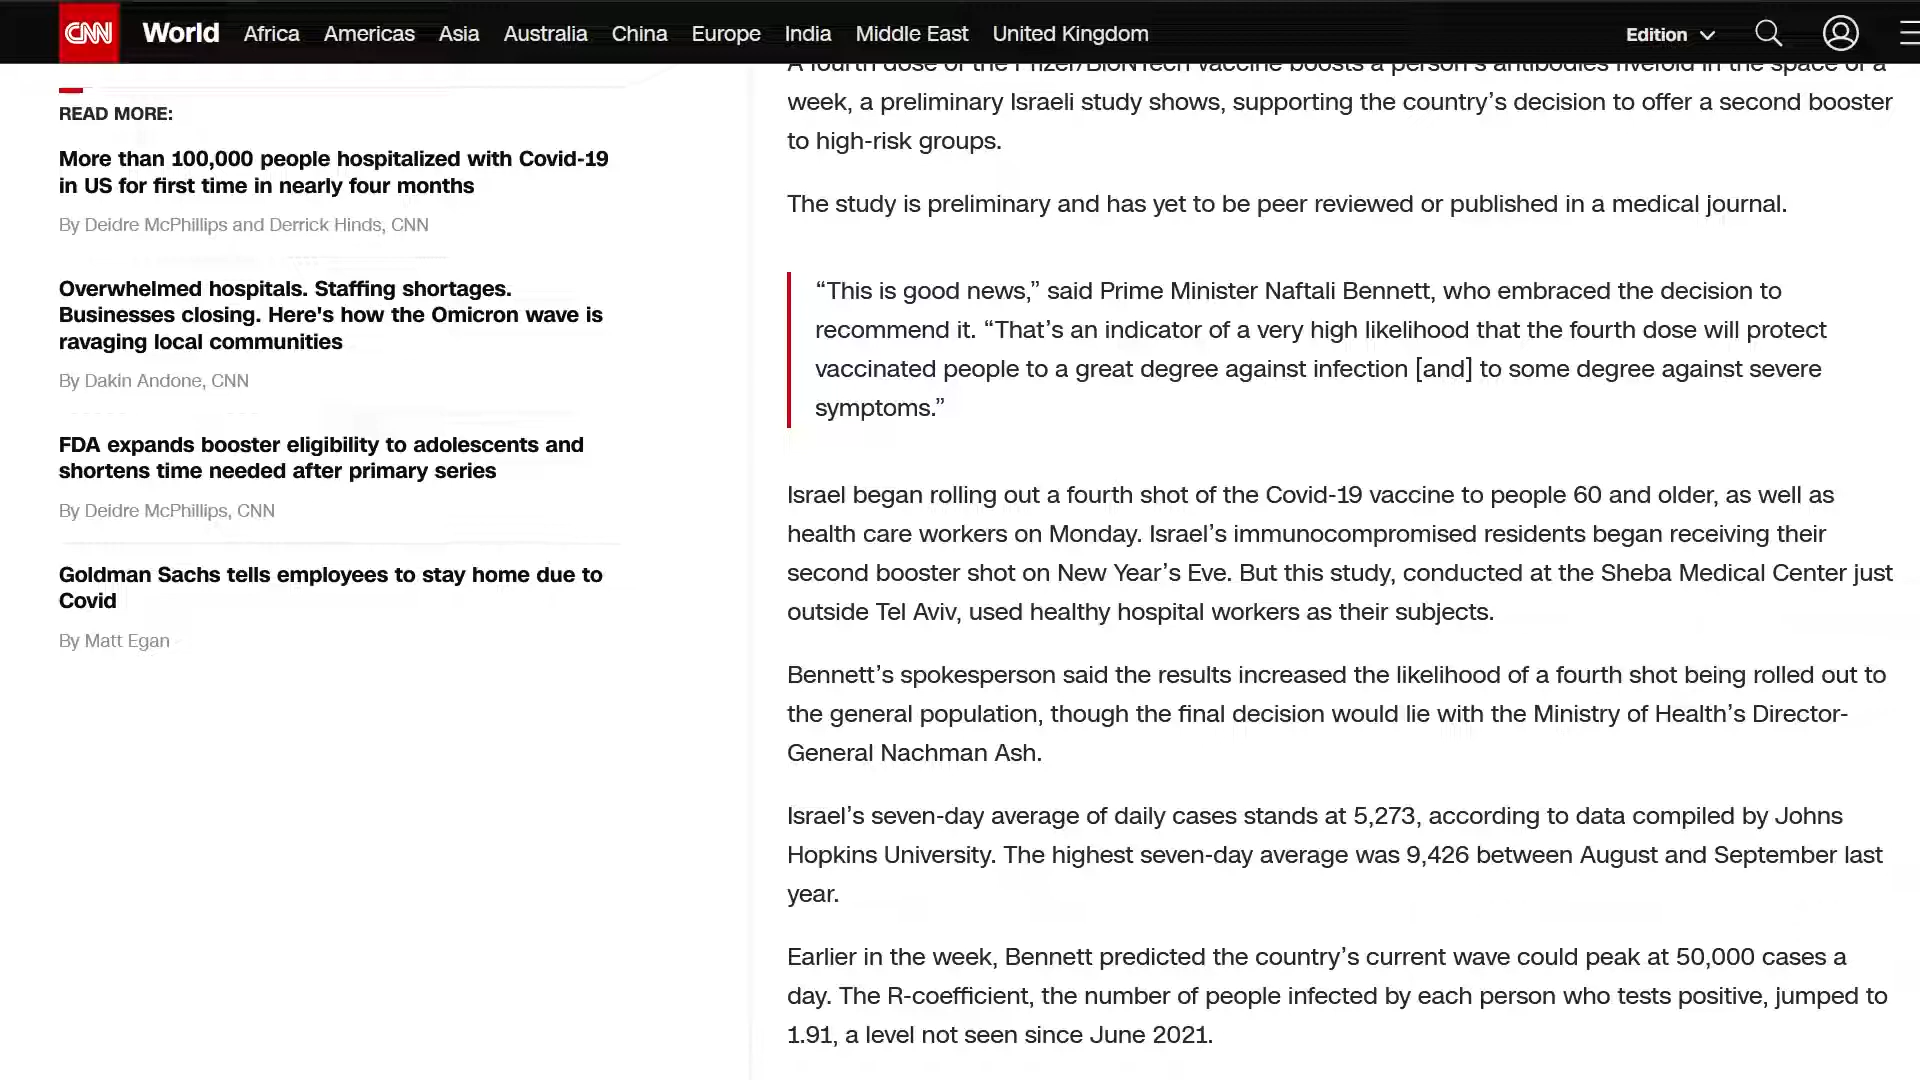 CNN World Africa Americas Asia Australia China Europe India Middle East United Kingdom Edition
READ MORE:
More than 100,000 people hospitalized with Covid-19
in US for first time in nearly four months
By Deidre McPhillips and Derrick Hinds, CNN
Overwhelmed hospitals. Staffing shortages.
Businesses closing. Here's how the Omicron wave is
ravaging local communities
By Dakin Andone, CNN
FDA expands booster eligibility to adolescents and
shortens time needed after primary series
By Deidre McPhillips, CNN
Goldman Sachs tells employees to stay home due to
Covid
By Matt Egan
A fourth dose of the Pfizer/BioNTech vaccine boosts a person’s antibodies fivefold in the space of a
week, a preliminary Israeli study shows, supporting the country’s decision to offer a second booster
to high-risk groups.
The study is preliminary and has yet to be peer reviewed or published in a medical journal.
“This is good news,” said Prime Minister Naftali Bennett, who embraced the decision to
recommend it. “That’s an indicator of a very high likelihood that the fourth dose will protect
vaccinated people to a great degree against infection [and] to some degree against severe
symptoms.”
Israel began rolling out a fourth shot of the Covid-19 vaccine to people 60 and older, as well as
health care workers on Monday. Israel’s immunocompromised residents began receiving their
second booster shot on New Year’s Eve. But this study, conducted at the Sheba Medical Center just
outside Tel Aviv, used healthy hospital workers as their subjects.
Bennett’s spokesperson said the results increased the likelihood of a fourth shot being rolled out to
the general population, though the final decision would lie with the Ministry of Health’s Director-
General Nachman Ash.
Israel’s seven-day average of daily cases stands at 5,273, according to data compiled by Johns
Hopkins University. The highest seven-day average was 9,426 between August and September last
year.
Earlier in the week, Bennett predicted the country’s current wave could peak at 50,000 cases a
day. The R-coefficient, the number of people infected by each person who tests positive, jumped to
1.91, a level not seen since June 2021.